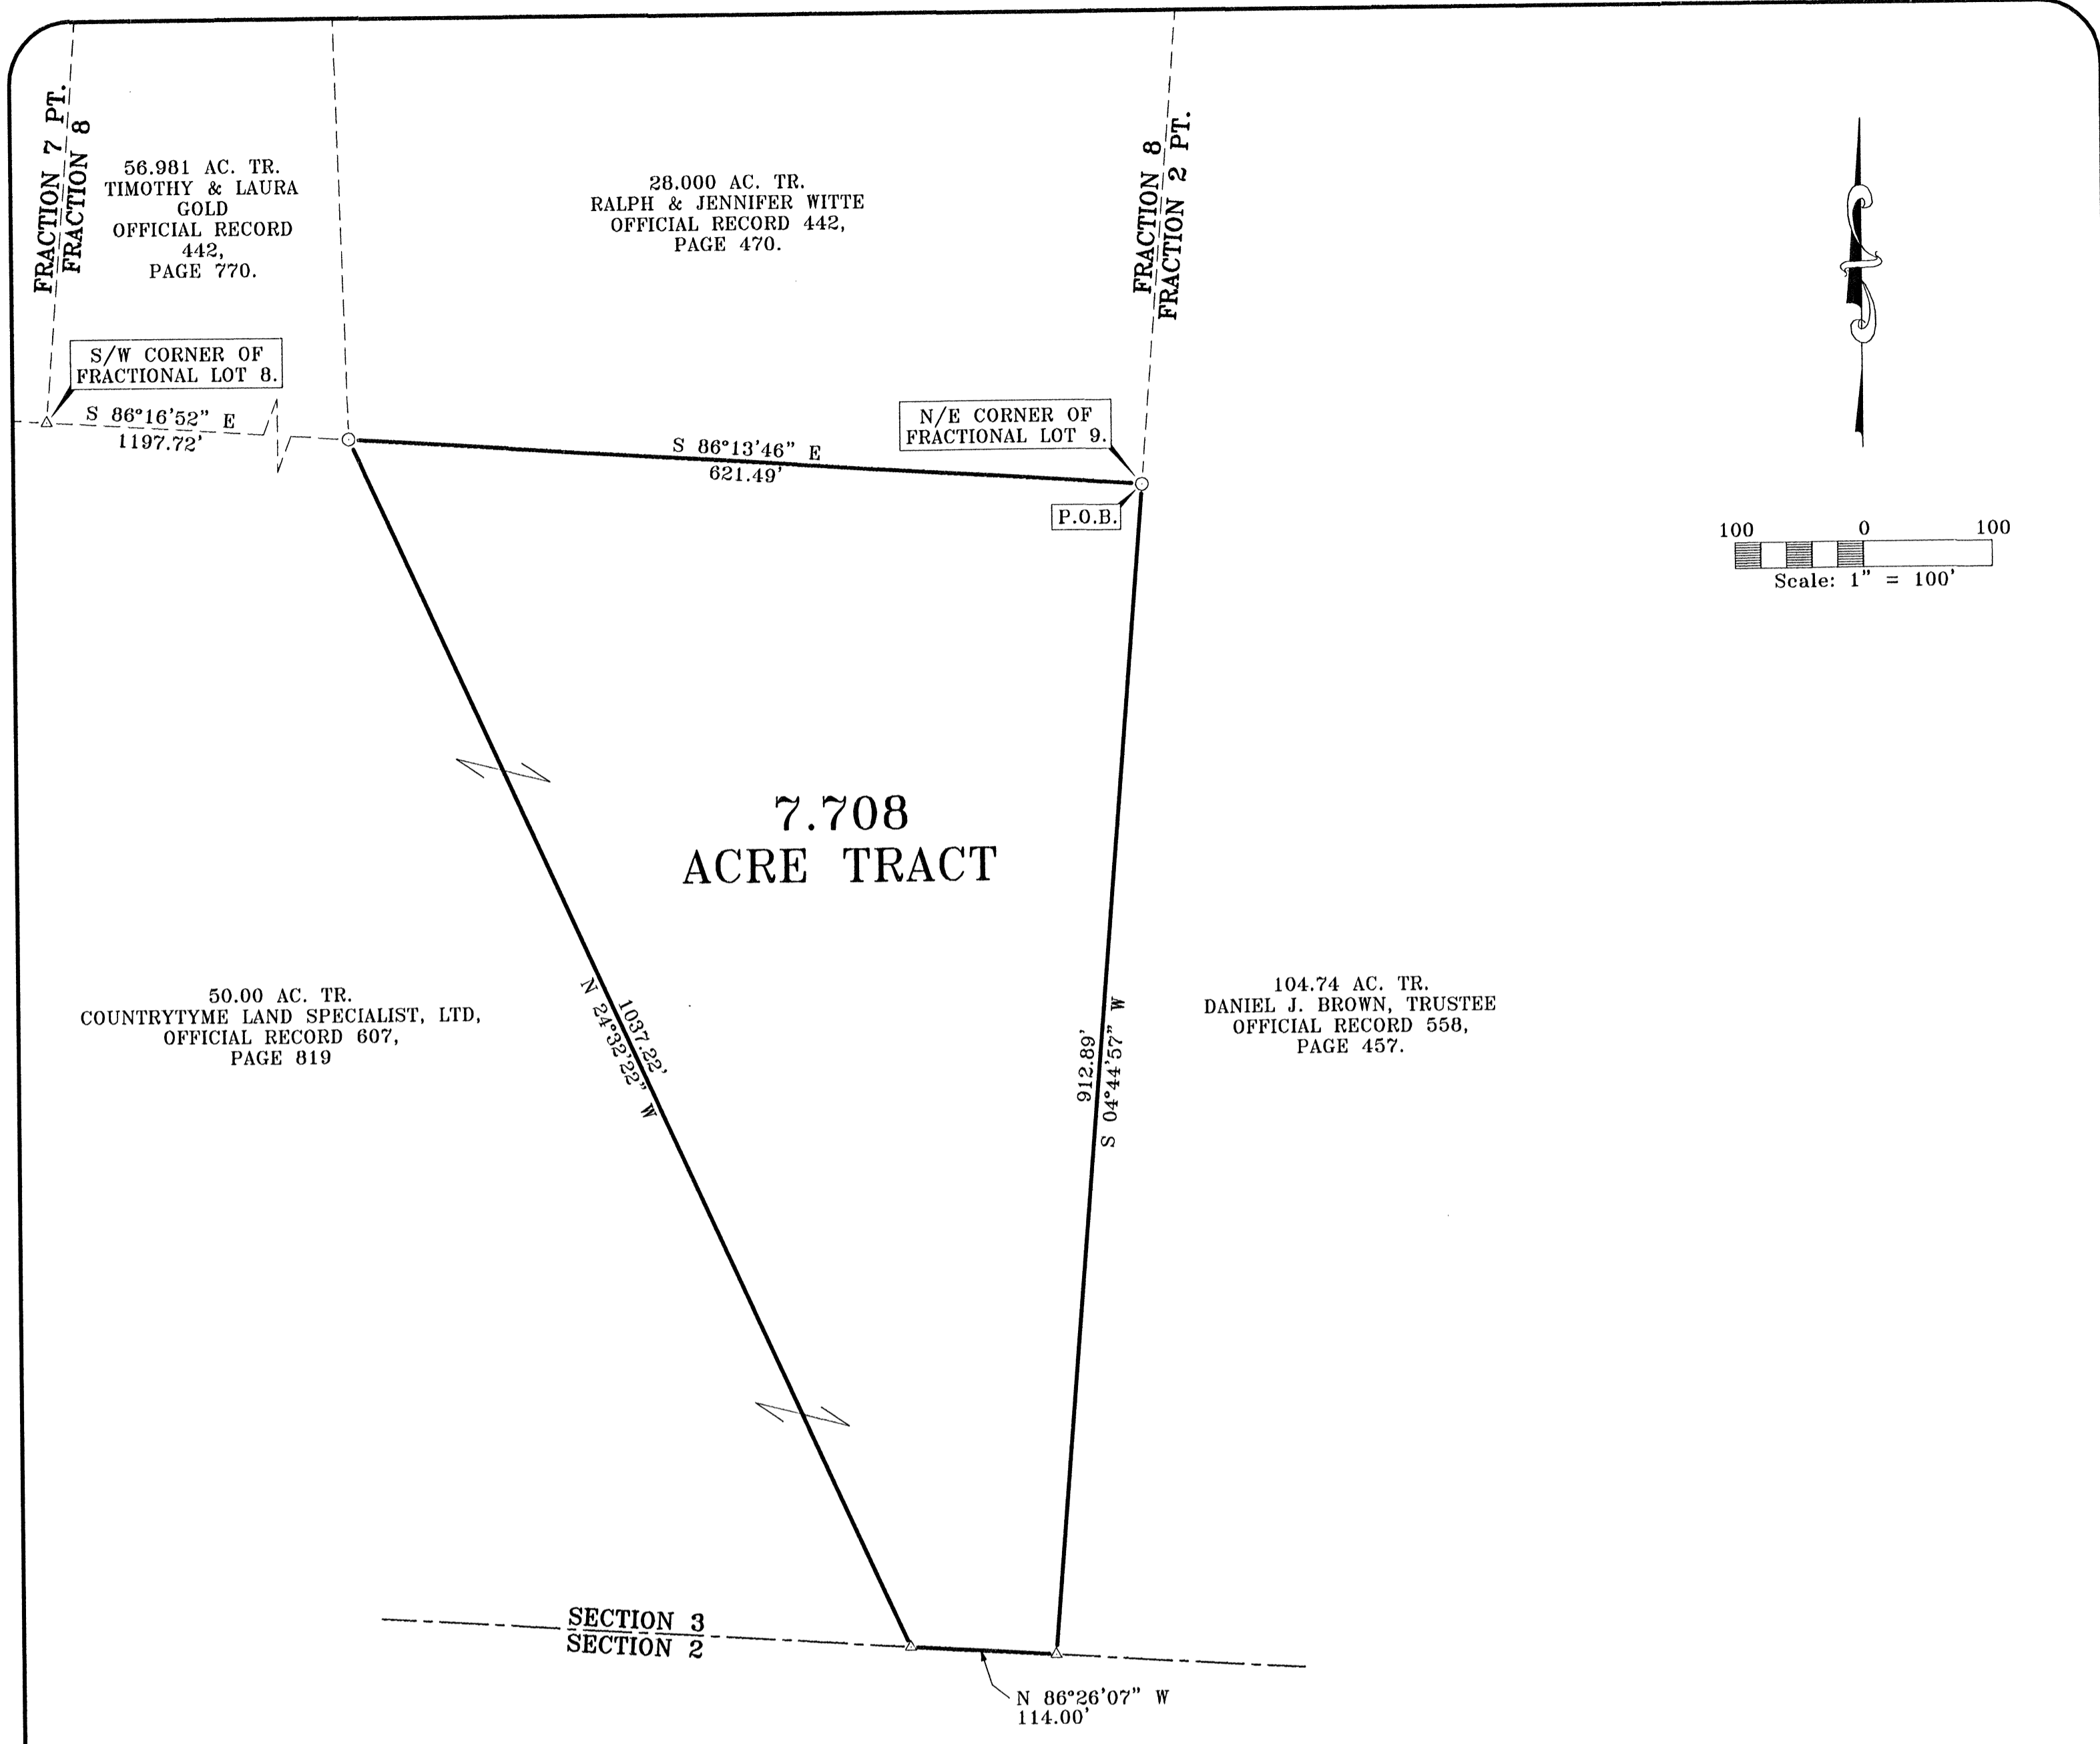 FRACTION 7 PT.
FRACTION 8
56.981 AC. TR.
TIMOTHY & LAURA
GOLD
OFFICIAL RECORD
442,
PAGE 770.
28.000 AC. TR.
RALPH & JENNIFER WITTE
OFFICIAL RECORD 442,
PAGE 470.
FRACTION 8
FRACTION 2 PT.
S/W CORNER OF
FRACTIONAL LOT 8.
S 86°16'52" E
1197.72'
N/E CORNER OF
FRACTIONAL LOT 9.
S 86°13'46" E
621.49'
P.O.B.
100 0 100
Scale: 1" = 100'
7.708
ACRE TRACT
50.00 AC. TR.
COUNTRYTYME LAND SPECIALIST, LTD,
OFFICIAL RECORD 607,
PAGE 819
1037.22'
N 24°32'22" W
912.89'
S 04°44'57" W
104.74 AC. TR.
DANIEL J. BROWN, TRUSTEE
OFFICIAL RECORD 558,
PAGE 457.
SECTION 3
SECTION 2
N 86°26'07" W
114.00'